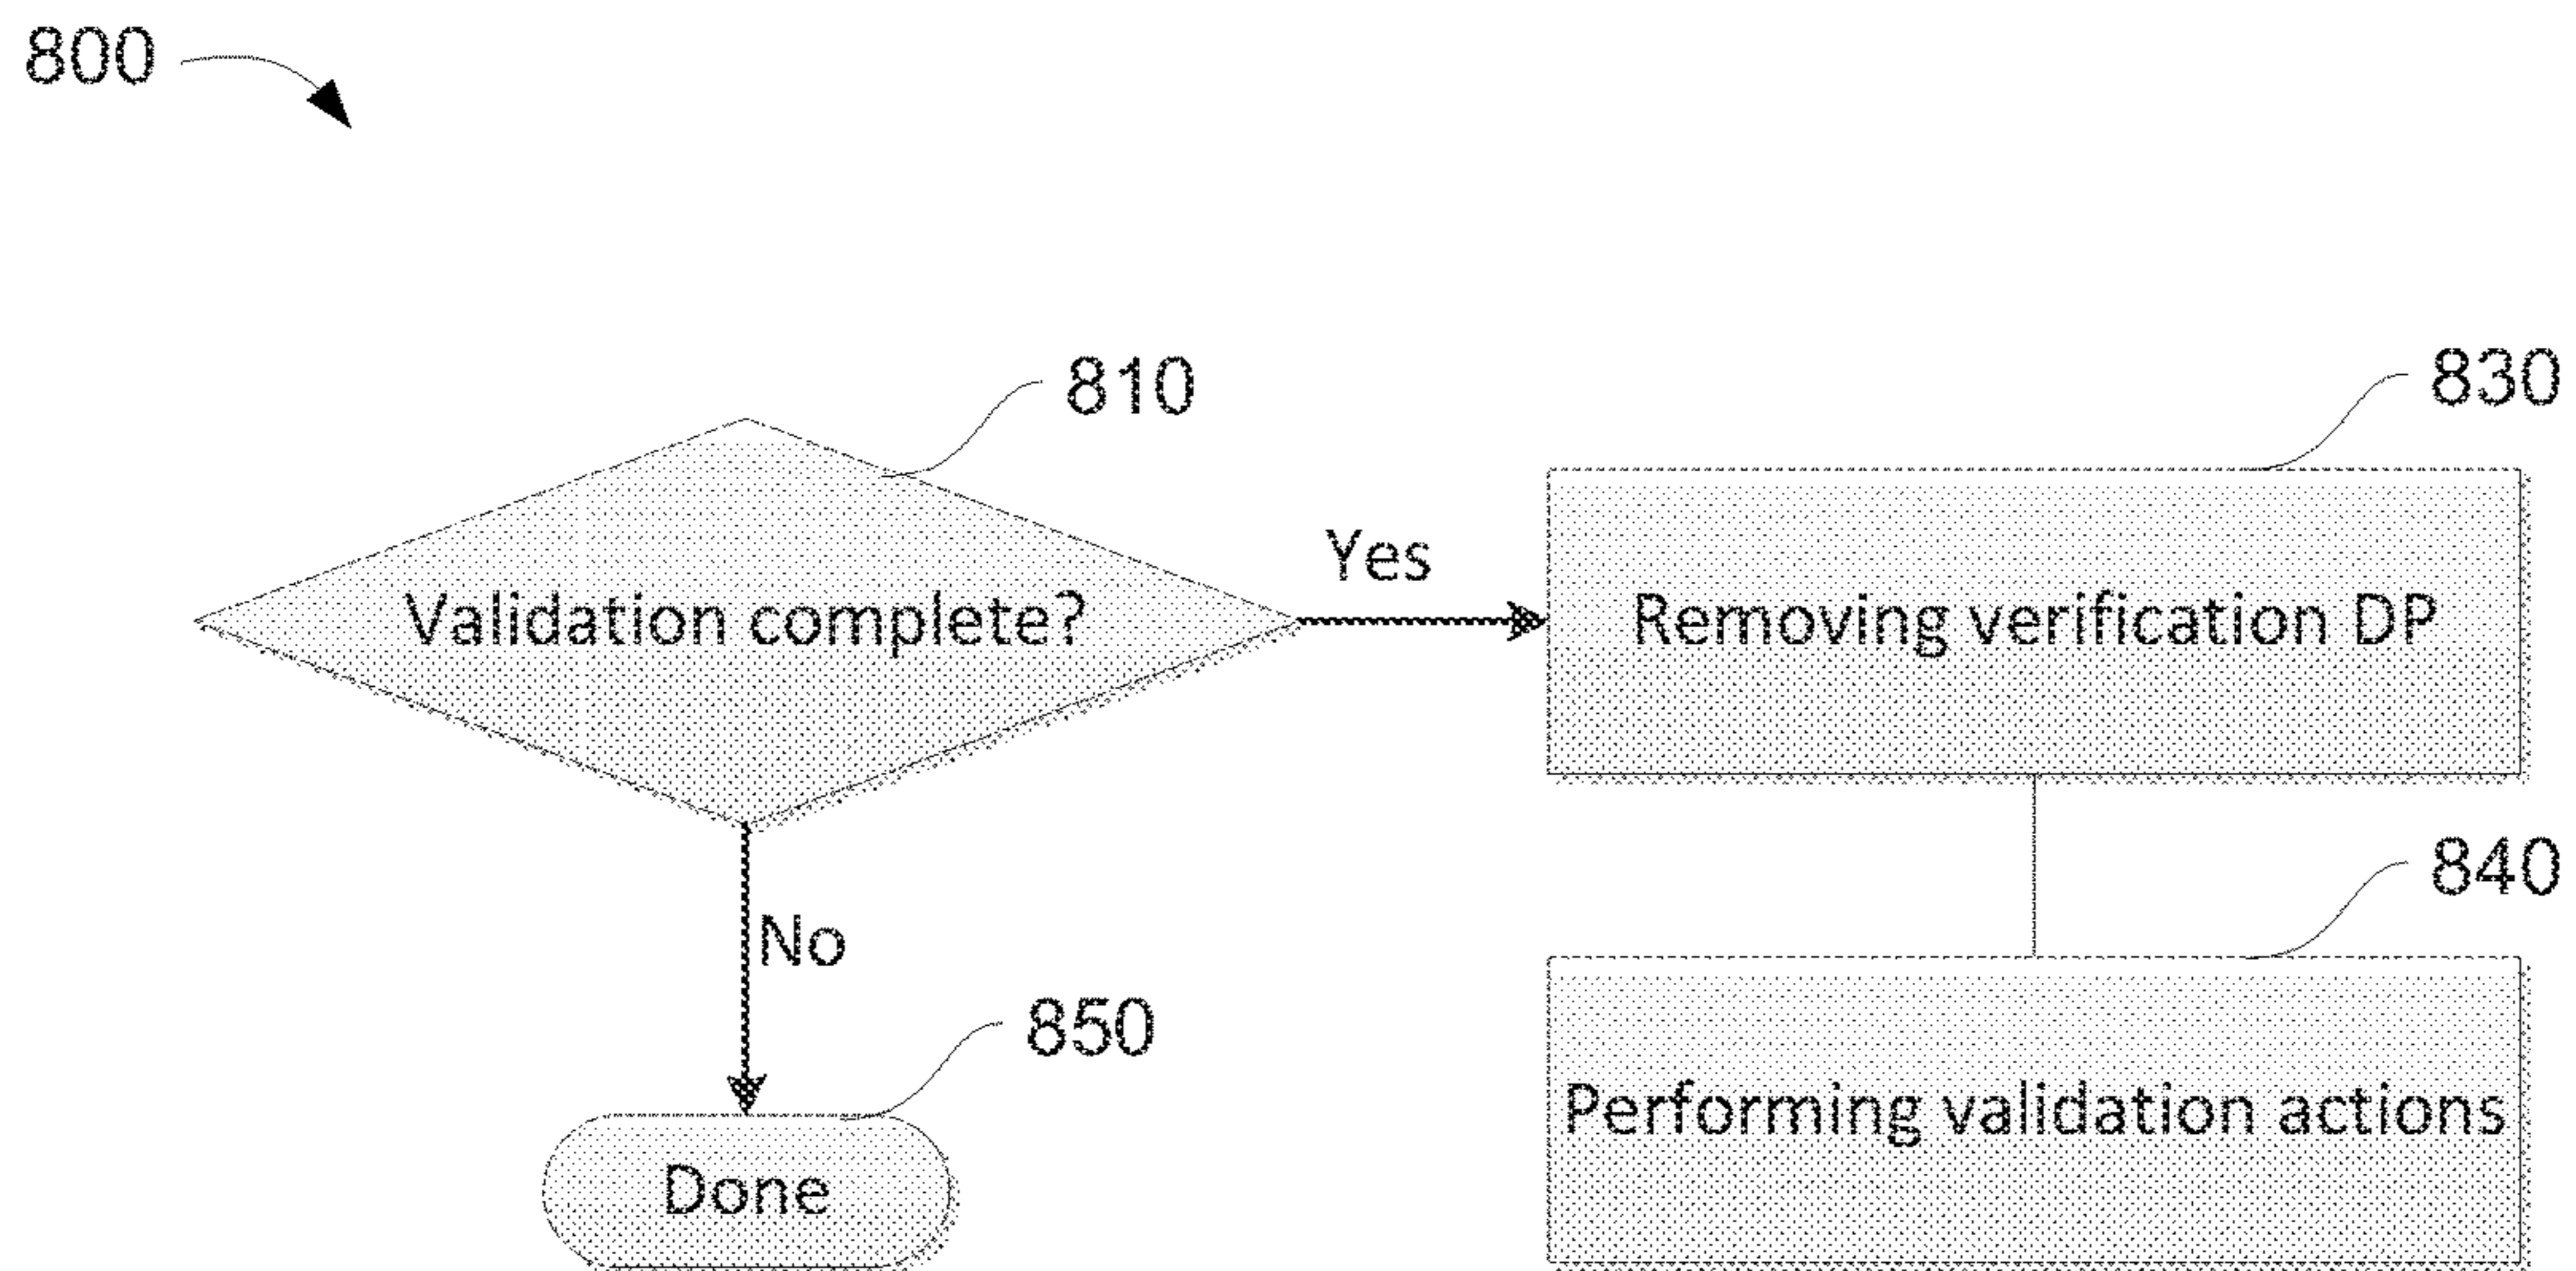 800
810
830
Yes
Validation complete?
Removing verification DP
840
No
850
Performing validation actions
Done